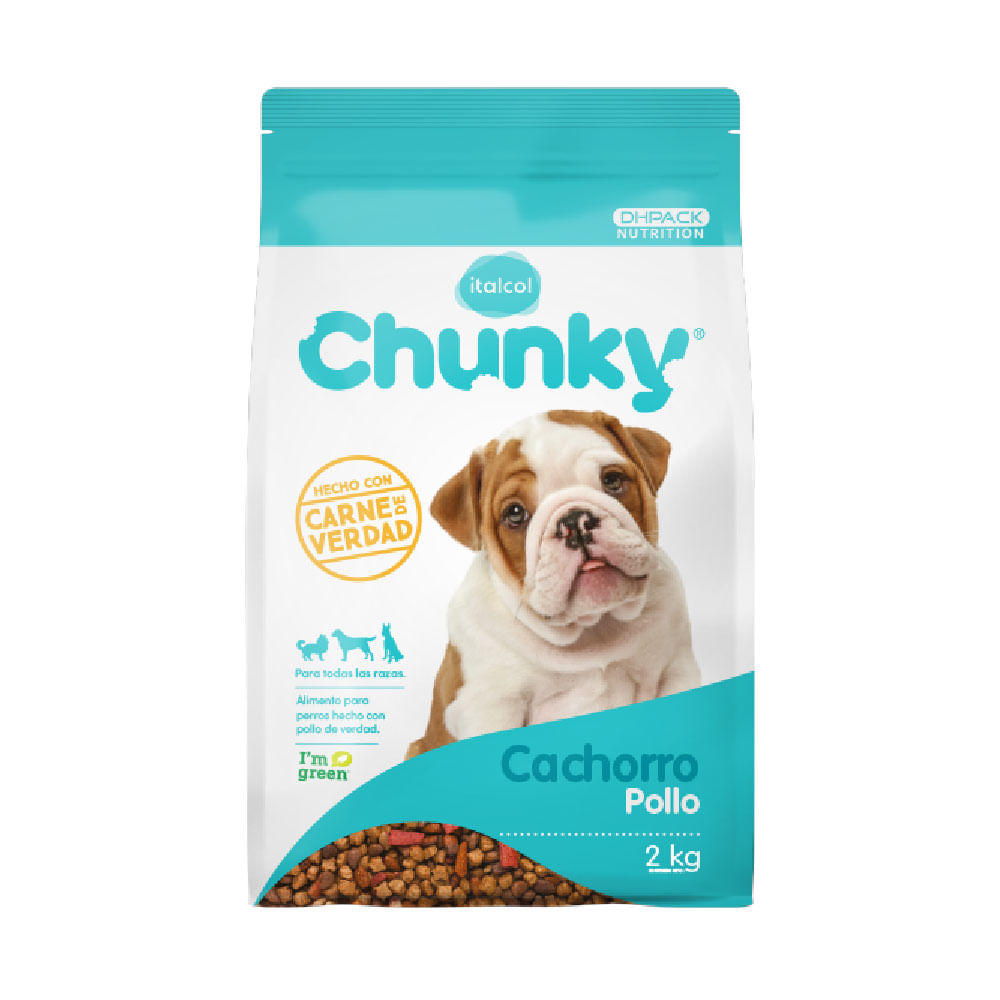 DHPACK
NUTRITION
italcol
Chunky®
HECHO CON
CARNE DE
VERDAD
Para todas las razas.
Alimento para
perros hecho con
pollo de verdad.
I'm
green™
Cachorro
Pollo
2 kg